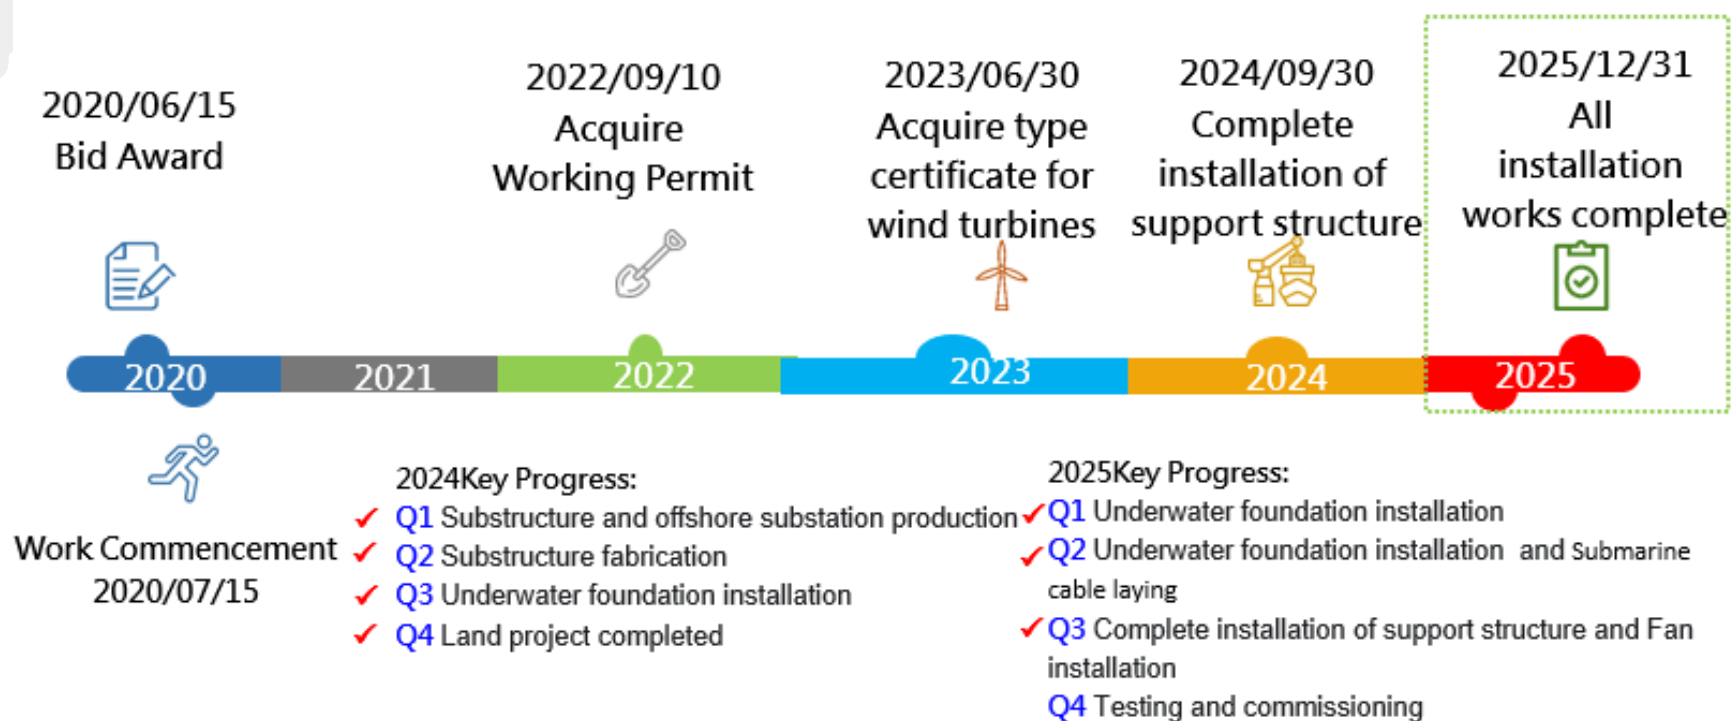 2020/06/15
Bid Award
2022/09/10
Acquire
Working Permit
2023/06/30
Acquire type
certificate for
wind turbines
2024/09/30
Complete
installation of
support structure
2025/12/31
All
installation
works complete
2020
2021
2022
2023
2024
2025
Work Commencement
2020/07/15
2024Key Progress:
Q1 Substructure and offshore substation production
Q2 Substructure fabrication
Q3 Underwater foundation installation
Q4 Land project completed
2025Key Progress:
Q1 Underwater foundation installation
Q2 Underwater foundation installation and Submarine
cable laying
Q3 Complete installation of support structure and Fan
installation
Q4 Testing and commissioning